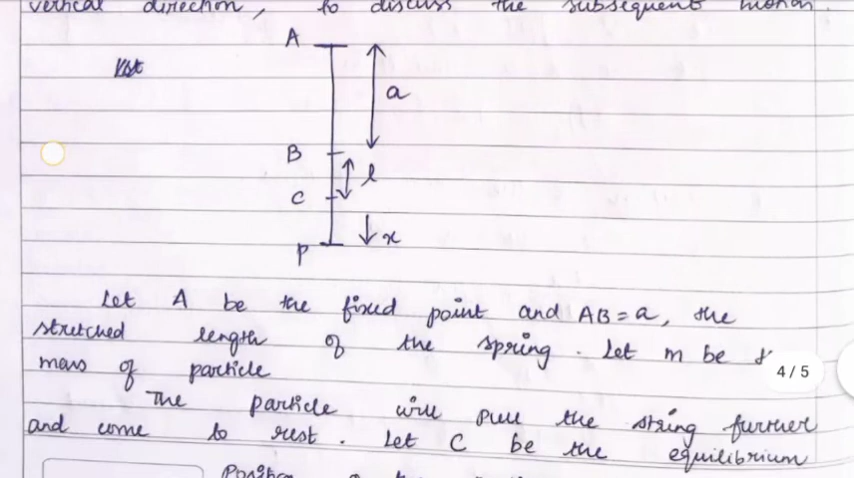 vertical direction, to discuss the subsequent motion.
A
a
B
l
C
x
P
Let A be the fixed point and AB = a, the
stretched length of the spring. Let m be
mass of particle
4/5
The particle will pull the string further
and come to rest. Let C be the equilibrium
Position